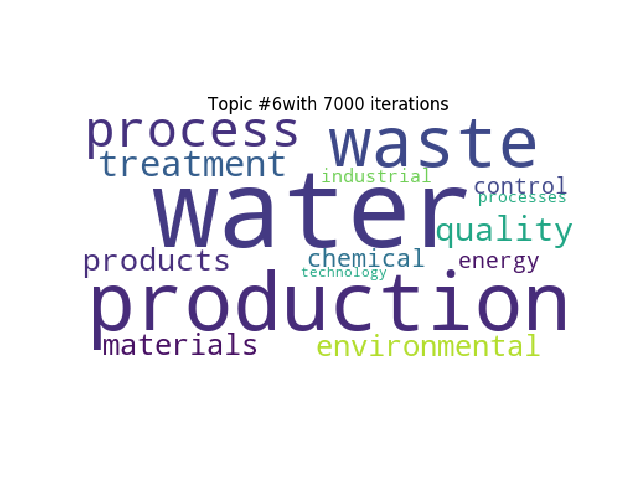 Topic #6with 7000 iterations
process
waste
treatment
industrial
water
control
processes
quality
products
chemical
energy
technology
production
materials
environmental